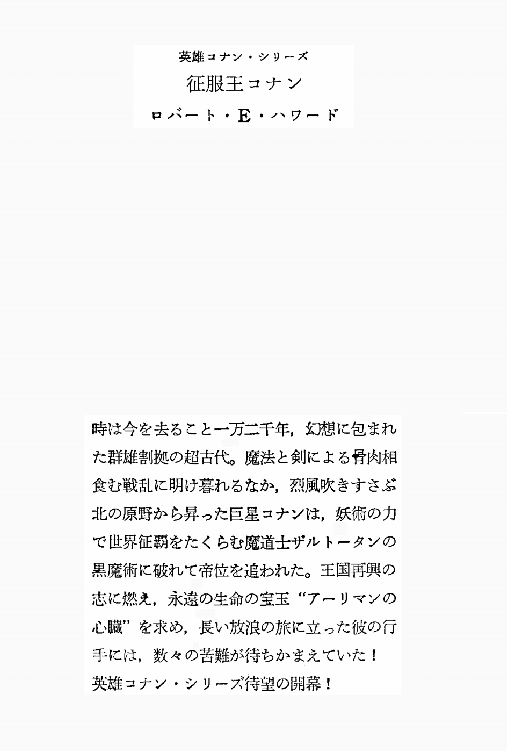 英雄コナン・シリーズ
征服王コナン
ロバート・E・ハワード
時は今を去ること一万二千年，幻想に包まれ
た群雄割拠の超古代。魔法と剣による骨肉相
食む戦乱に明け暮れるなか，烈風吹きすさぶ
北の原野から昇った巨星コナンは，妖術の力
で世界征覇をたくらむ魔道士ザルトータンの
黒魔術に破れて帝位を追われた。王国再興の
志に燃え，永遠の生命の宝玉“アーリマンの
心臓”を求め，長い放浪の旅に立った彼の行
手には，数々の苦難が待ちかまえていた！
英雄コナン・シリーズ待望の開幕！